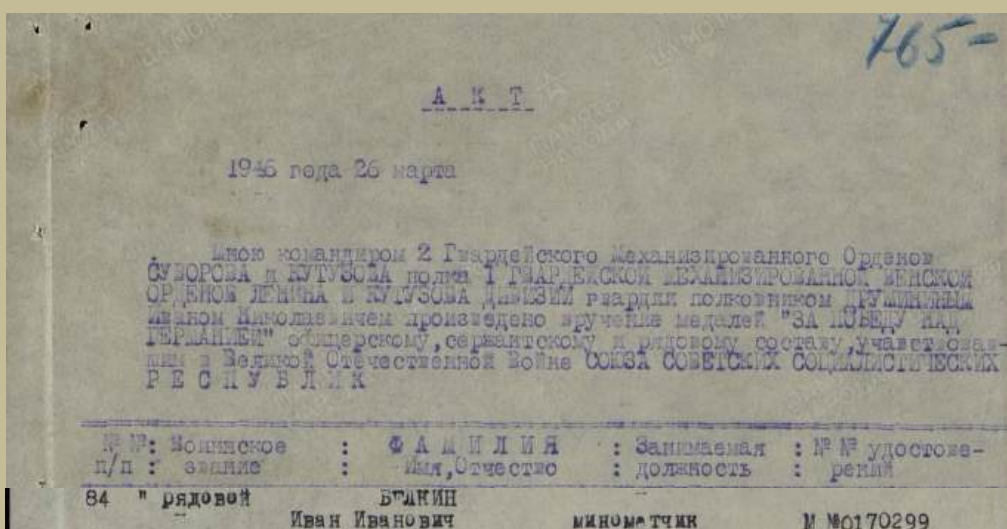 765-
А К Т
1946 года 26 марта
Мною командиром 2 Гвардейского Механизированного Орденов
СУВОРОВА и КУТУЗОВА полка I ГВАРДЕЙСКОЙ МЕХАНИЗИРОВАННОЙ ВЕНСКОЙ
ОРДЕНОВ ЛЕНИНА И КУТУЗОВА ДИВИЗИИ гвардии полковником ДРУЖИНИНЫМ
Иваном Николаевичем произведено вручение медалей "ЗА ПОБЕДУ НАД
ГЕРМАНИЕЙ" офицерскому, сержантскому и рядовому составу, участвовав-
шим в Великой Отечественной Войне СОЮЗА СОВЕТСКИХ СОЦИАЛИСТИЧЕСКИХ
Р Е С П У Б Л И К
№ №: Воинское : Ф А М И Л И Я : Занимаемая : № № удостове-
п/п : звание : Имя, Отчество : должность : рений
84 " рядовой БЕЛКИН
Иван Иванович миномётчик М №0170299